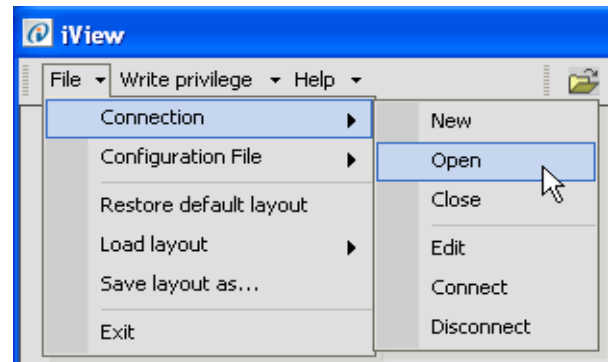 iView
File Write privilege Help
Connection
Configuration File
Restore default layout
Load layout
Save layout as...
Exit
New
Open
Close
Edit
Connect
Disconnect